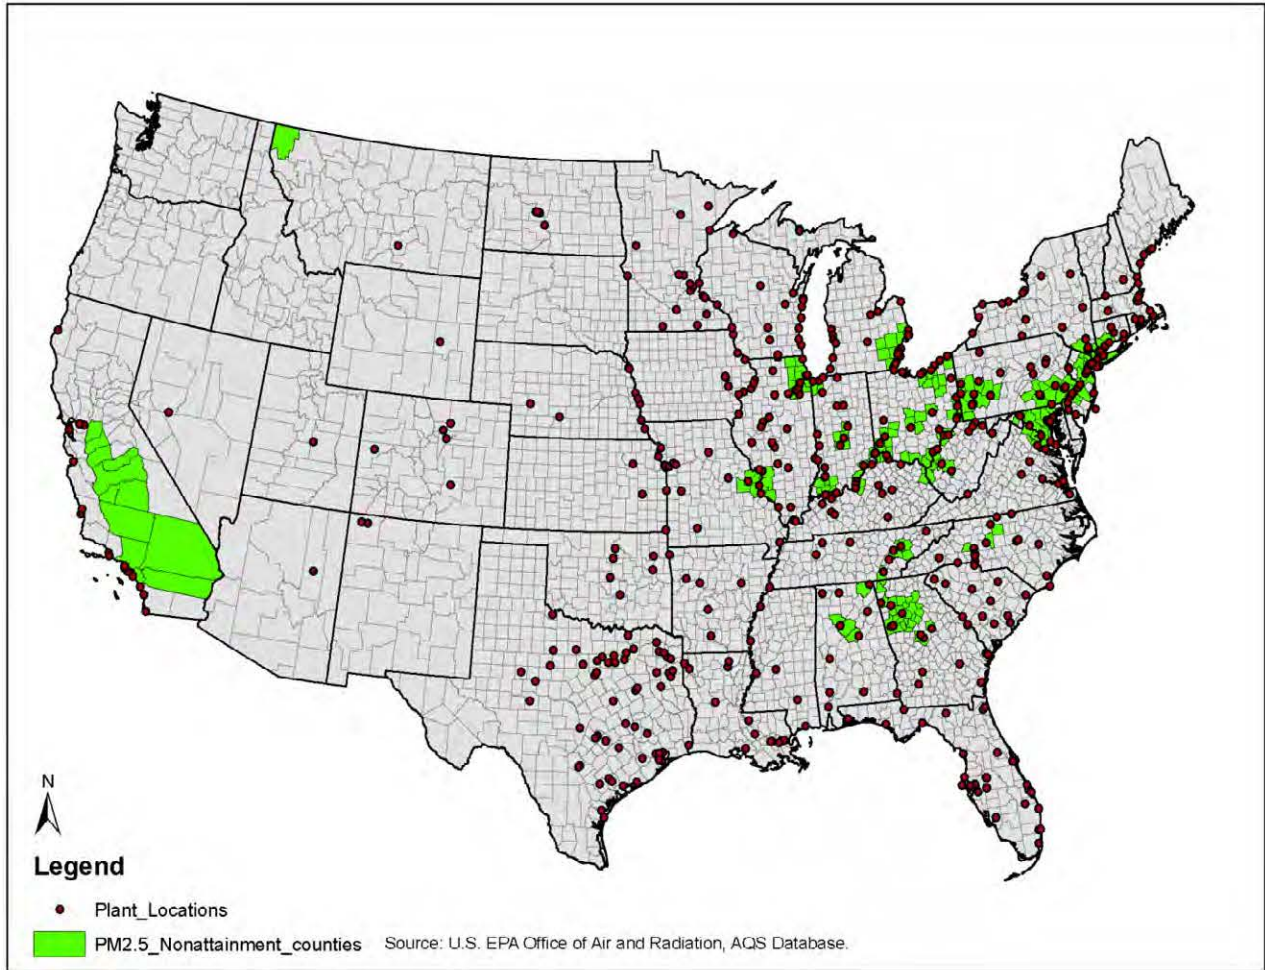 N
Legend
Plant_Locations
PM2.5_Nonattainment_counties Source: U.S. EPA Office of Air and Radiation, AQS Database.